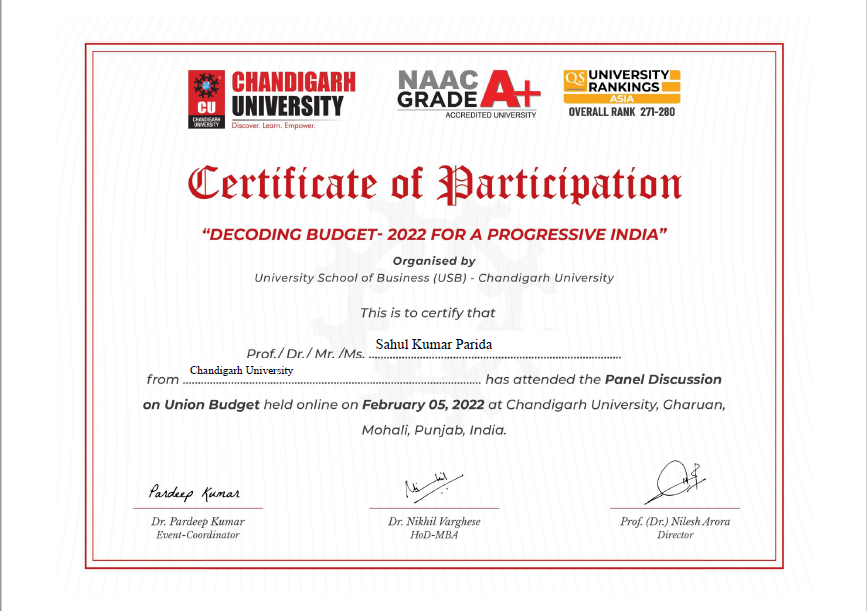 CHANDIGARH
UNIVERSITY
Discover. Learn. Empower.
CU
CHANDIGARH
UNIVERSITY
NAAC
GRADE A+
ACCREDITED UNIVERSITY
QS UNIVERSITY
RANKINGS
ASIA
OVERALL RANK 271-280
Certificate of Participation
“DECODING BUDGET- 2022 FOR A PROGRESSIVE INDIA”
Organised by
University School of Business (USB) - Chandigarh University
This is to certify that
Prof./ Dr./ Mr. /Ms. Sahul Kumar Parida
from Chandigarh University has attended the Panel Discussion
on Union Budget held online on February 05, 2022 at Chandigarh University, Gharuan,
Mohali, Punjab, India.
Pardeep Kumar
Dr. Pardeep Kumar
Event-Coordinator
Dr. Nikhil Varghese
HoD-MBA
Prof. (Dr.) Nilesh Arora
Director